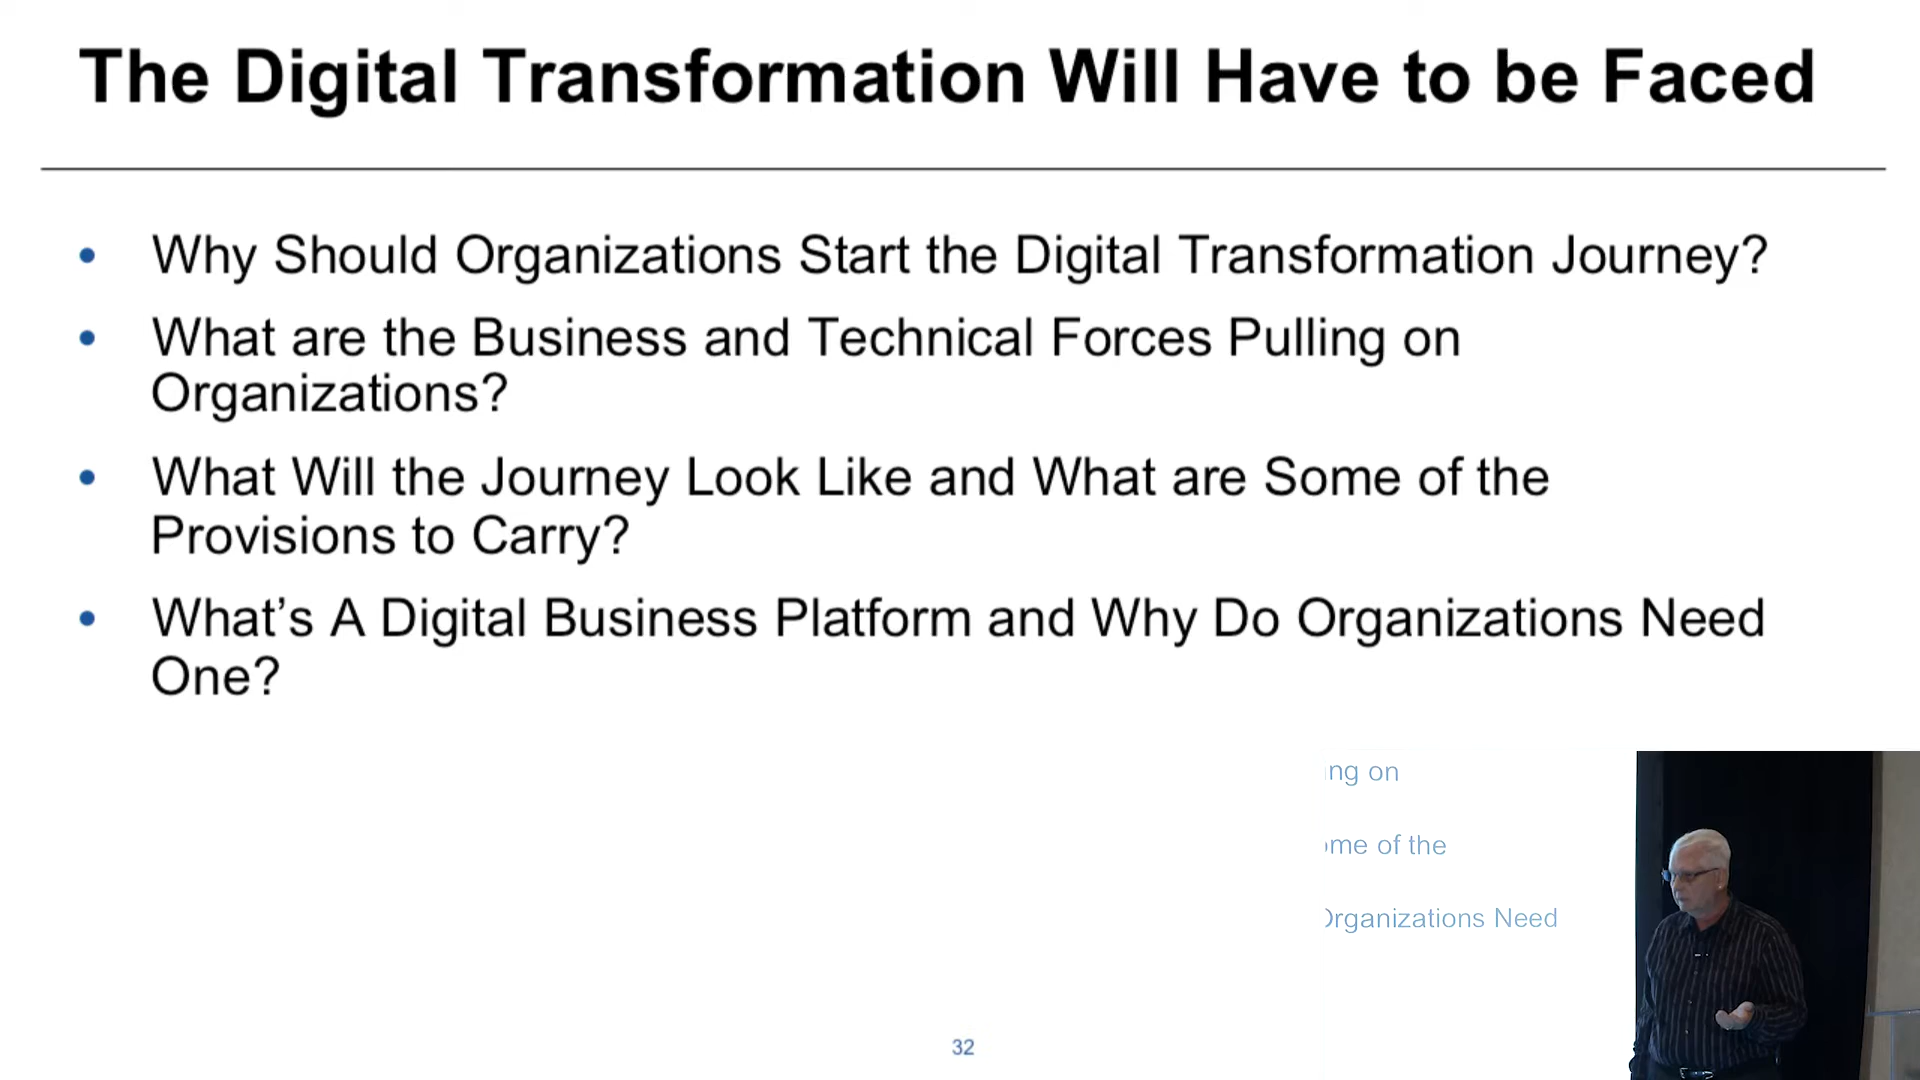 The Digital Transformation Will Have to be Faced
• Why Should Organizations Start the Digital Transformation Journey?
• What are the Business and Technical Forces Pulling on
Organizations?
• What Will the Journey Look Like and What are Some of the
Provisions to Carry?
• What’s A Digital Business Platform and Why Do Organizations Need
One?
ng on
me of the
Organizations Need
32